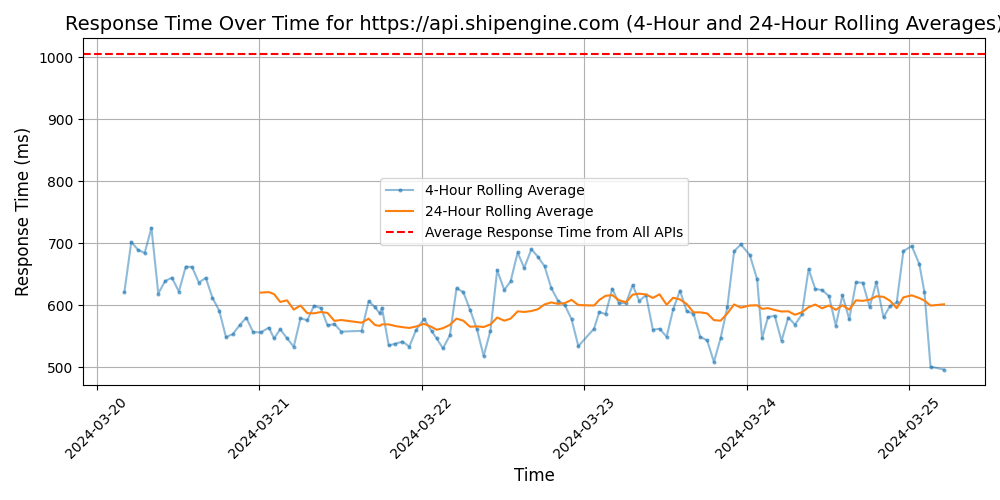 Response Time Over Time for https://api.shipengine.com (4-Hour and 24-Hour Rolling Averages)
Response Time (ms)
1000
900
800
700
600
500
4-Hour Rolling Average
24-Hour Rolling Average
Average Response Time from All APIs
2024-03-20
2024-03-21
2024-03-22
2024-03-23
2024-03-24
2024-03-25
Time